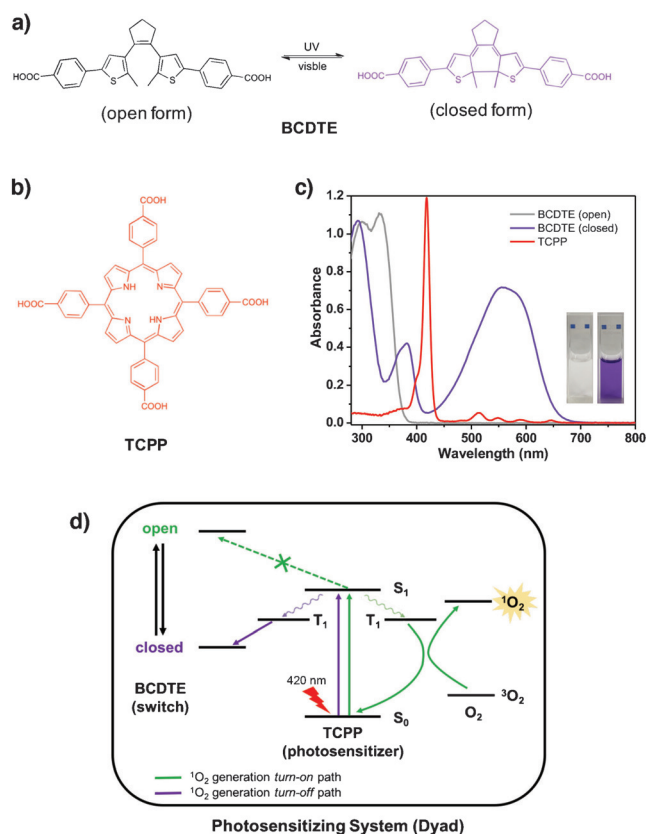 a)
UV
visble
HOOC
S
S
COOH
(open form)
HOOC
S
S
COOH
(closed form)
BCDTE
b)
COOH
HOOC
NH
N
N
HN
COOH
COOH
TCPP
c)
BCDTE (open)
BCDTE (closed)
TCPP
Absorbance
1.2
1.0
0.8
0.6
0.4
0.2
0.0
300 400 500 600 700 800
Wavelength (nm)
d)
open
closed
BCDTE
(switch)
S1
T1
T1
420 nm
S0
TCPP
(photosensitizer)
¹O₂
³O₂
O₂
¹O₂ generation turn-on path
¹O₂ generation turn-off path
Photosensitizing System (Dyad)